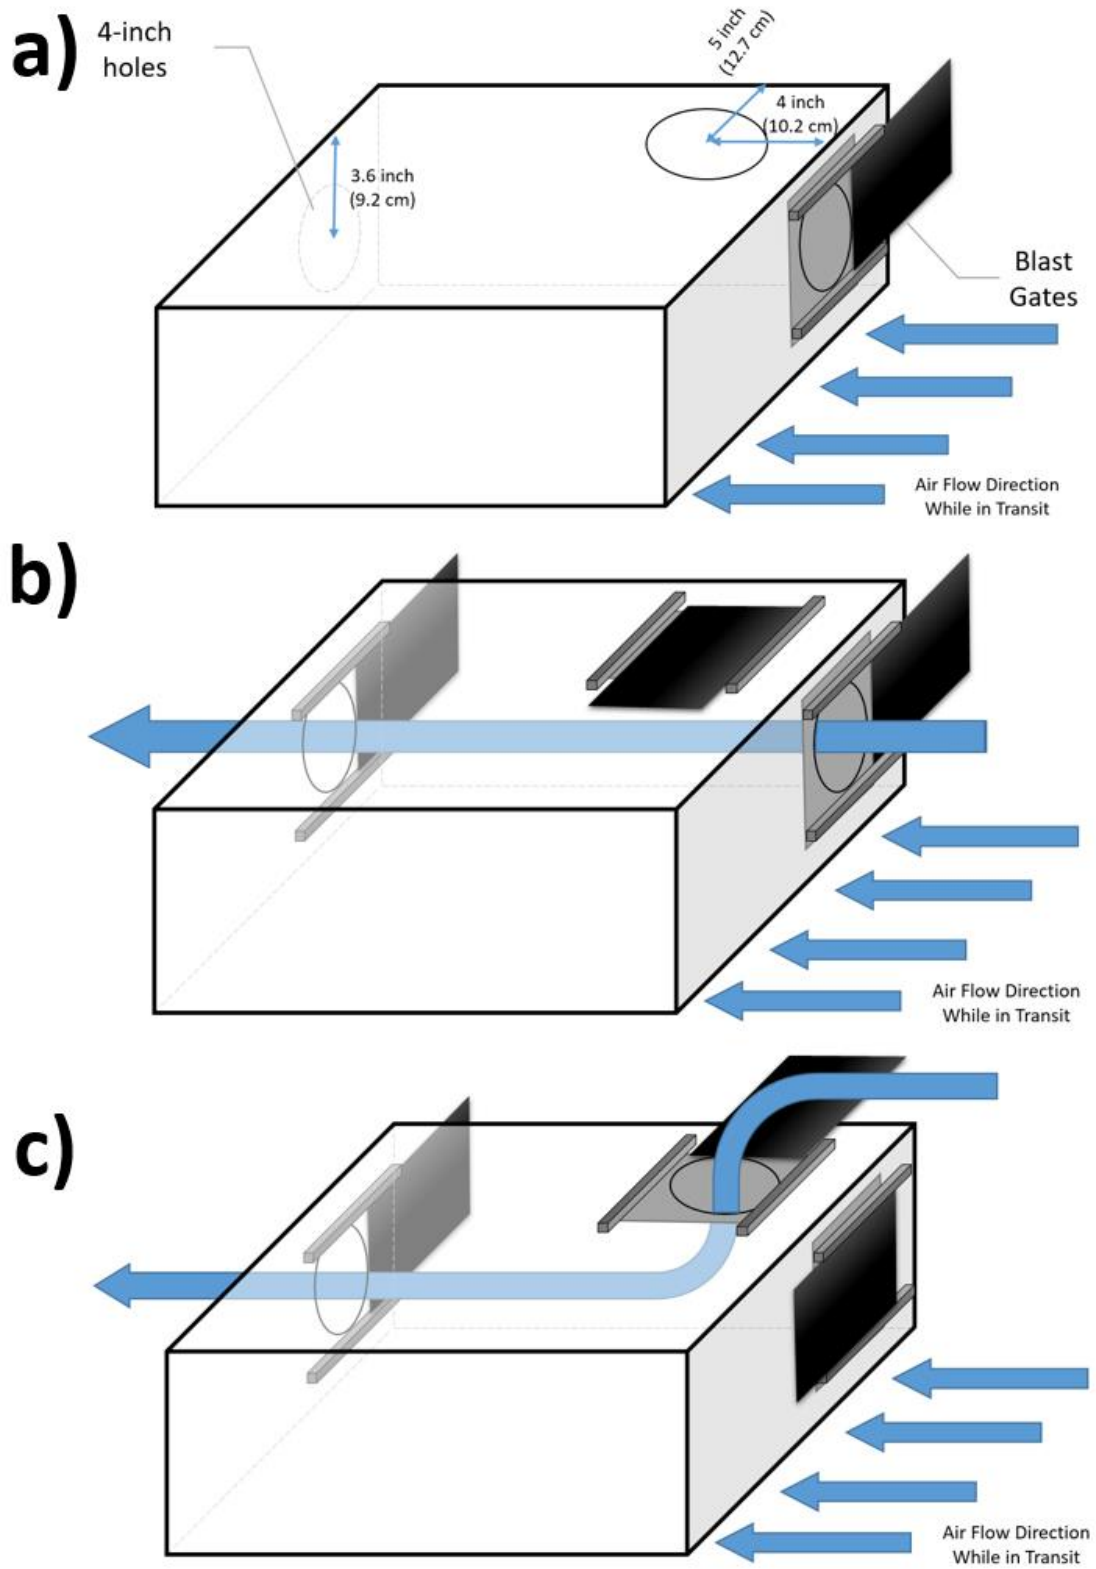 a)
4-inch
holes
5 inch
(12.7 cm)
4 inch
(10.2 cm)
3.6 inch
(9.2 cm)
Blast
Gates
Air Flow Direction
While in Transit
b)
Air Flow Direction
While in Transit
c)
Air Flow Direction
While in Transit